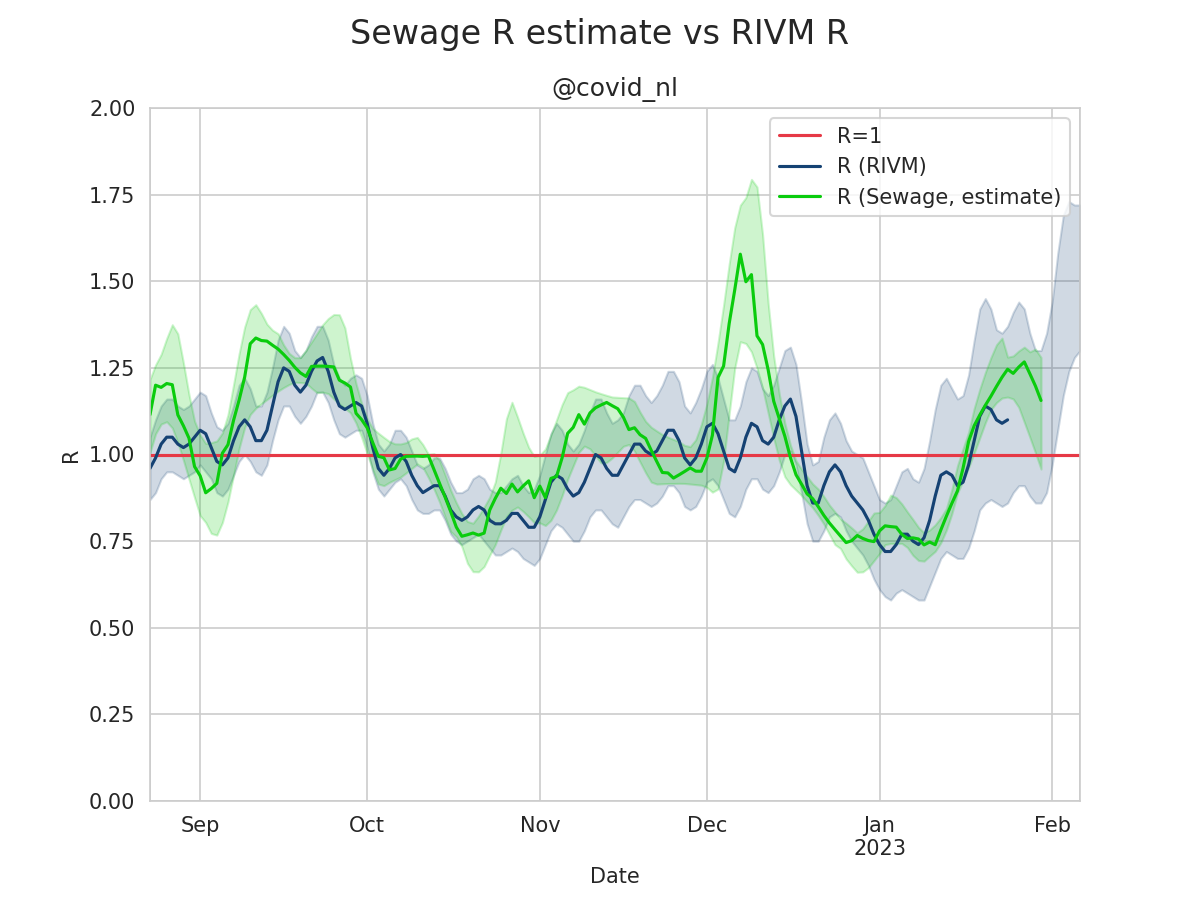 Sewage R estimate vs RIVM R
@covid_nl
2.00
1.75
1.50
1.25
1.00
0.75
0.50
0.25
0.00
R
R=1
R (RIVM)
R (Sewage, estimate)
Sep
Oct
Nov
Dec
Jan
2023
Feb
Date